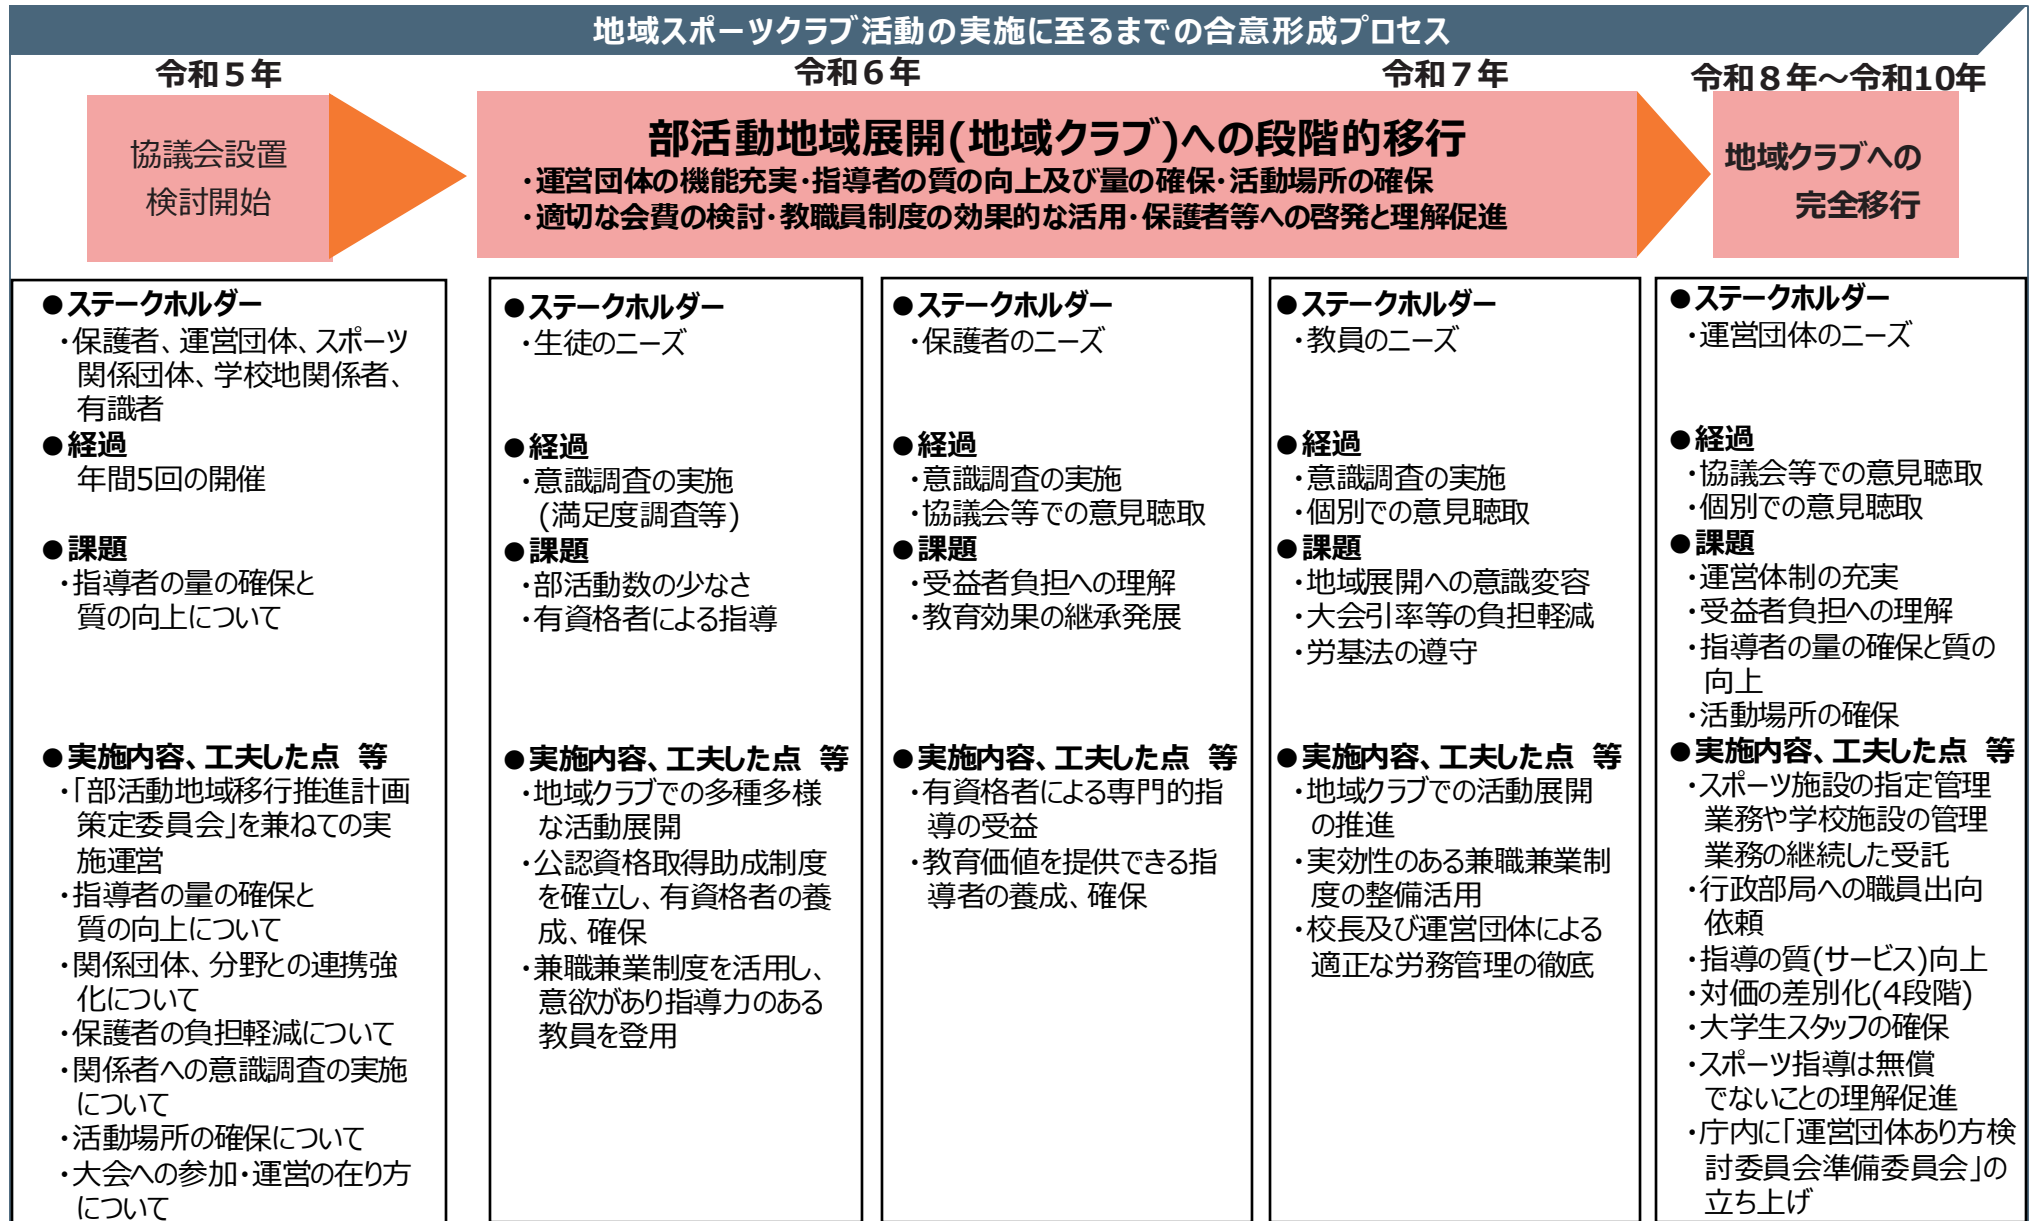 地域スポーツクラブ活動の実施に至るまでの合意形成プロセス
令和５年
令和６年
令和７年
令和８年～令和10年
協議会設置
検討開始
部活動地域展開(地域クラブ)への段階的移行
・運営団体の機能充実・指導者の質の向上及び量の確保・活動場所の確保
・適切な会費の検討・教職員制度の効果的な活用・保護者等への啓発と理解促進
地域クラブへの
完全移行
●ステークホルダー
・保護者、運営団体、スポーツ
関係団体、学校地関係者、
有識者
●経過
年間5回の開催
●課題
・指導者の量の確保と
質の向上について
●実施内容、工夫した点 等
・「部活動地域移行推進計画
策定委員会」を兼ねての実
施運営
・指導者の量の確保と
質の向上について
・関係団体、分野との連携強
化について
・保護者の負担軽減について
・関係者への意識調査の実施
について
・活動場所の確保について
・大会への参加・運営の在り方
について
●ステークホルダー
・生徒のニーズ
●経過
・意識調査の実施
(満足度調査等)
●課題
・部活動数の少なさ
・有資格者による指導
●実施内容、工夫した点 等
・地域クラブでの多種多様
な活動展開
・公認資格取得助成制度
を確立し、有資格者の養
成、確保
・兼職兼業制度を活用し、
意欲があり指導力のある
教員を登用
●ステークホルダー
・保護者のニーズ
●経過
・意識調査の実施
・協議会等での意見聴取
●課題
・受益者負担への理解
・教育効果の継承発展
●実施内容、工夫した点 等
・有資格者による専門的指
導の受益
・教育価値を提供できる指
導者の養成、確保
●ステークホルダー
・教員のニーズ
●経過
・意識調査の実施
・個別での意見聴取
●課題
・地域展開への意識変容
・大会引率等の負担軽減
・労基法の遵守
●実施内容、工夫した点 等
・地域クラブでの活動展開
の推進
・実効性のある兼職兼業制
度の整備活用
・校長及び運営団体による
適正な労務管理の徹底
●ステークホルダー
・運営団体のニーズ
●経過
・協議会等での意見聴取
・個別での意見聴取
●課題
・運営体制の充実
・受益者負担への理解
・指導者の量の確保と質の
向上
・活動場所の確保
●実施内容、工夫した点 等
・スポーツ施設の指定管理
業務や学校施設の管理
業務の継続した受託
・行政部局への職員出向
依頼
・指導の質(サービス)向上
・対価の差別化(4段階)
・大学生スタッフの確保
・スポーツ指導は無償
でないことの理解促進
・庁内に「運営団体あり方検
討委員会準備委員会」の
立ち上げ